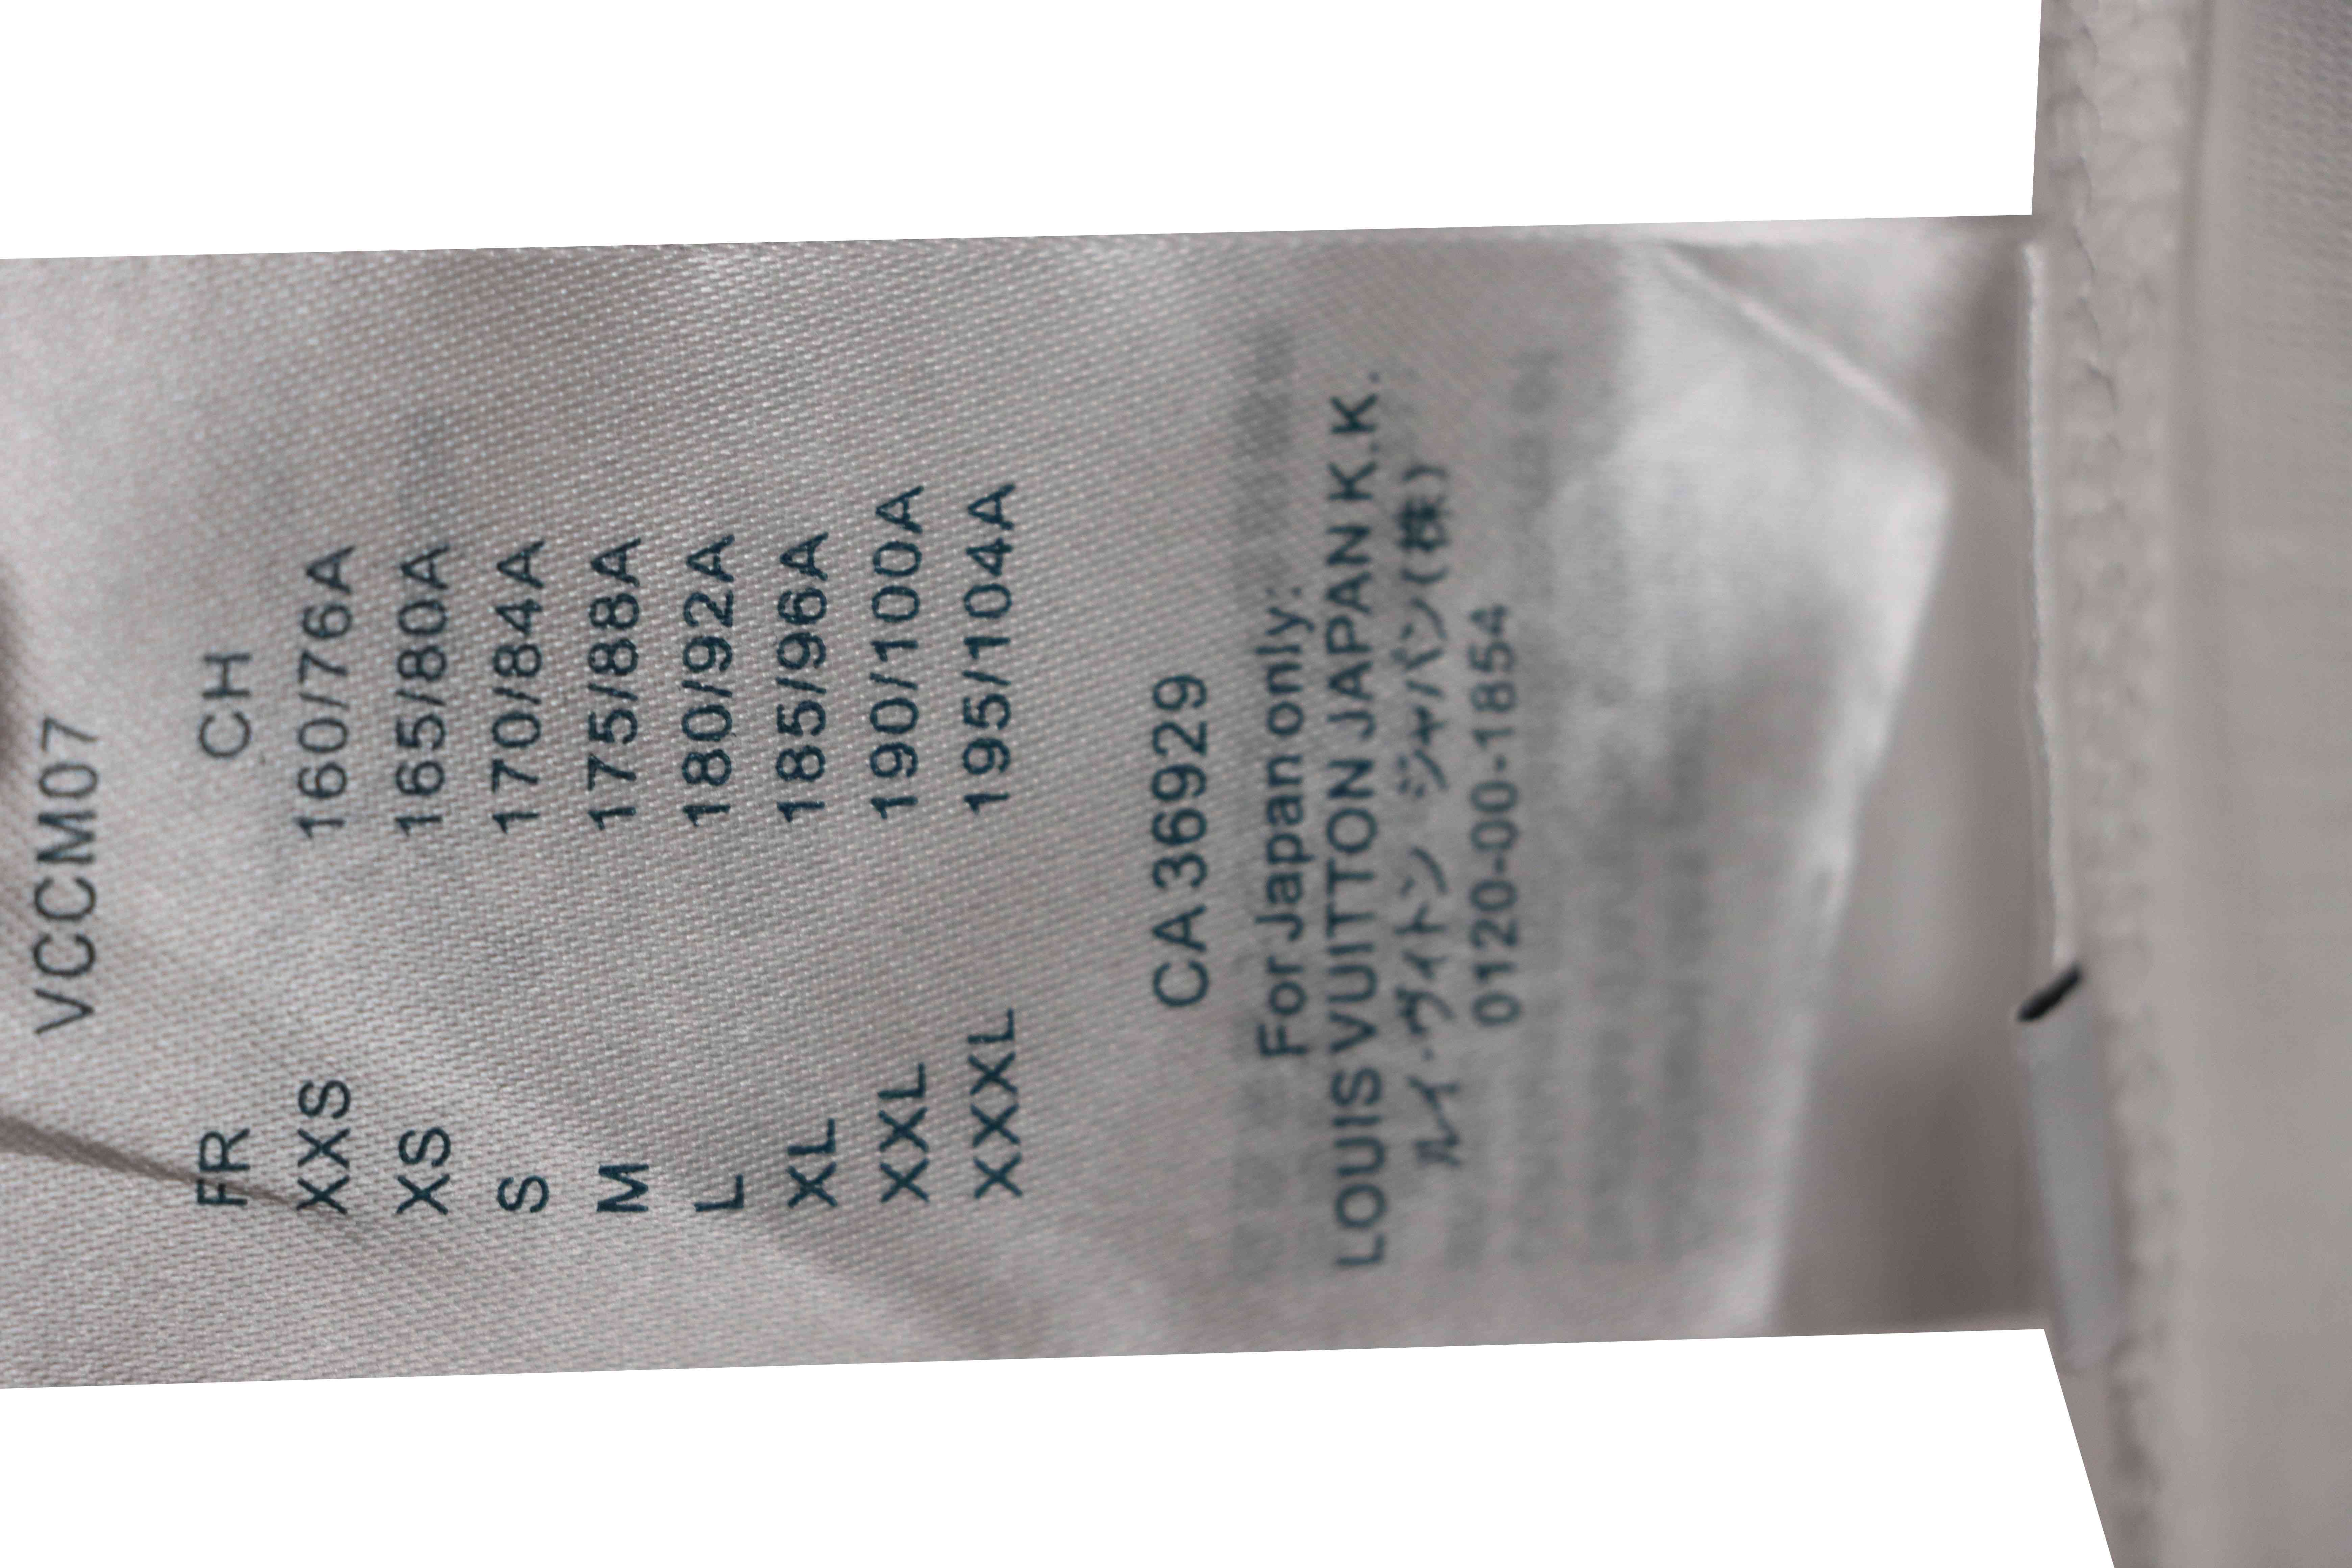 VCCM07
FR CH
XXS 160/76A
XS 165/80A
S 170/84A
M 175/88A
L 180/92A
XL 185/96A
XXL 190/100A
XXXL 195/104A
CA36929
For Japan only:
LOUIS VUITTON JAPAN K.K.
ルイ・ヴィトン ジャパン(株)
0120-00-1854